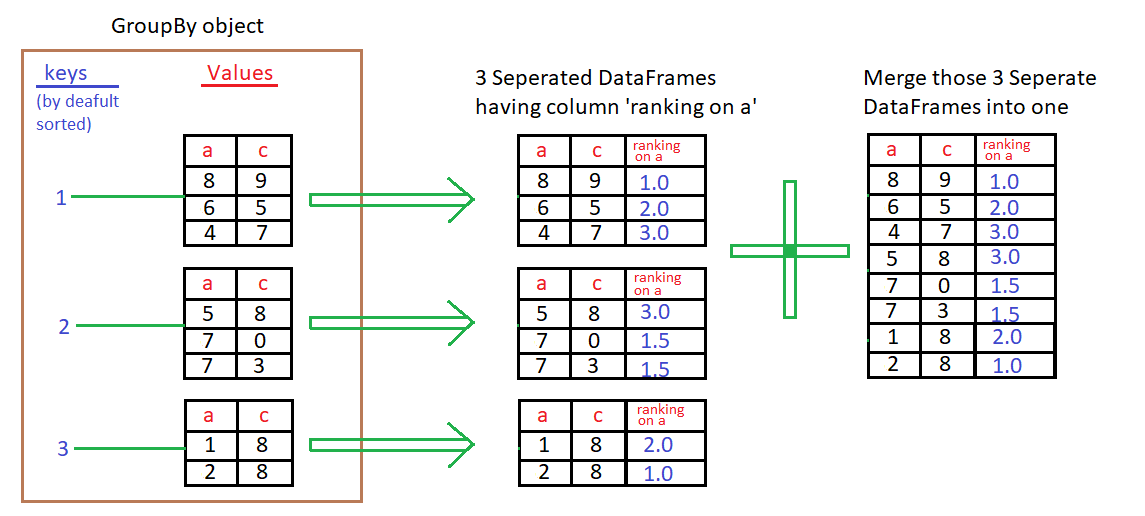 GroupBy object
keys
(by deafult
sorted)
Values
3 Seperated DataFrames
having column 'ranking on a'
Merge those 3 Seperate
DataFrames into one
1
a c
8 9
6 5
4 7
2
a c
5 8
7 0
7 3
3
a c
1 8
2 8
a c ranking
on a
8 9 1.0
6 5 2.0
4 7 3.0
a c ranking
on a
5 8 3.0
7 0 1.5
7 3 1.5
a c ranking
on a
1 8 2.0
2 8 1.0
a c ranking
on a
8 9 1.0
6 5 2.0
4 7 3.0
5 8 3.0
7 0 1.5
7 3 1.5
1 8 2.0
2 8 1.0